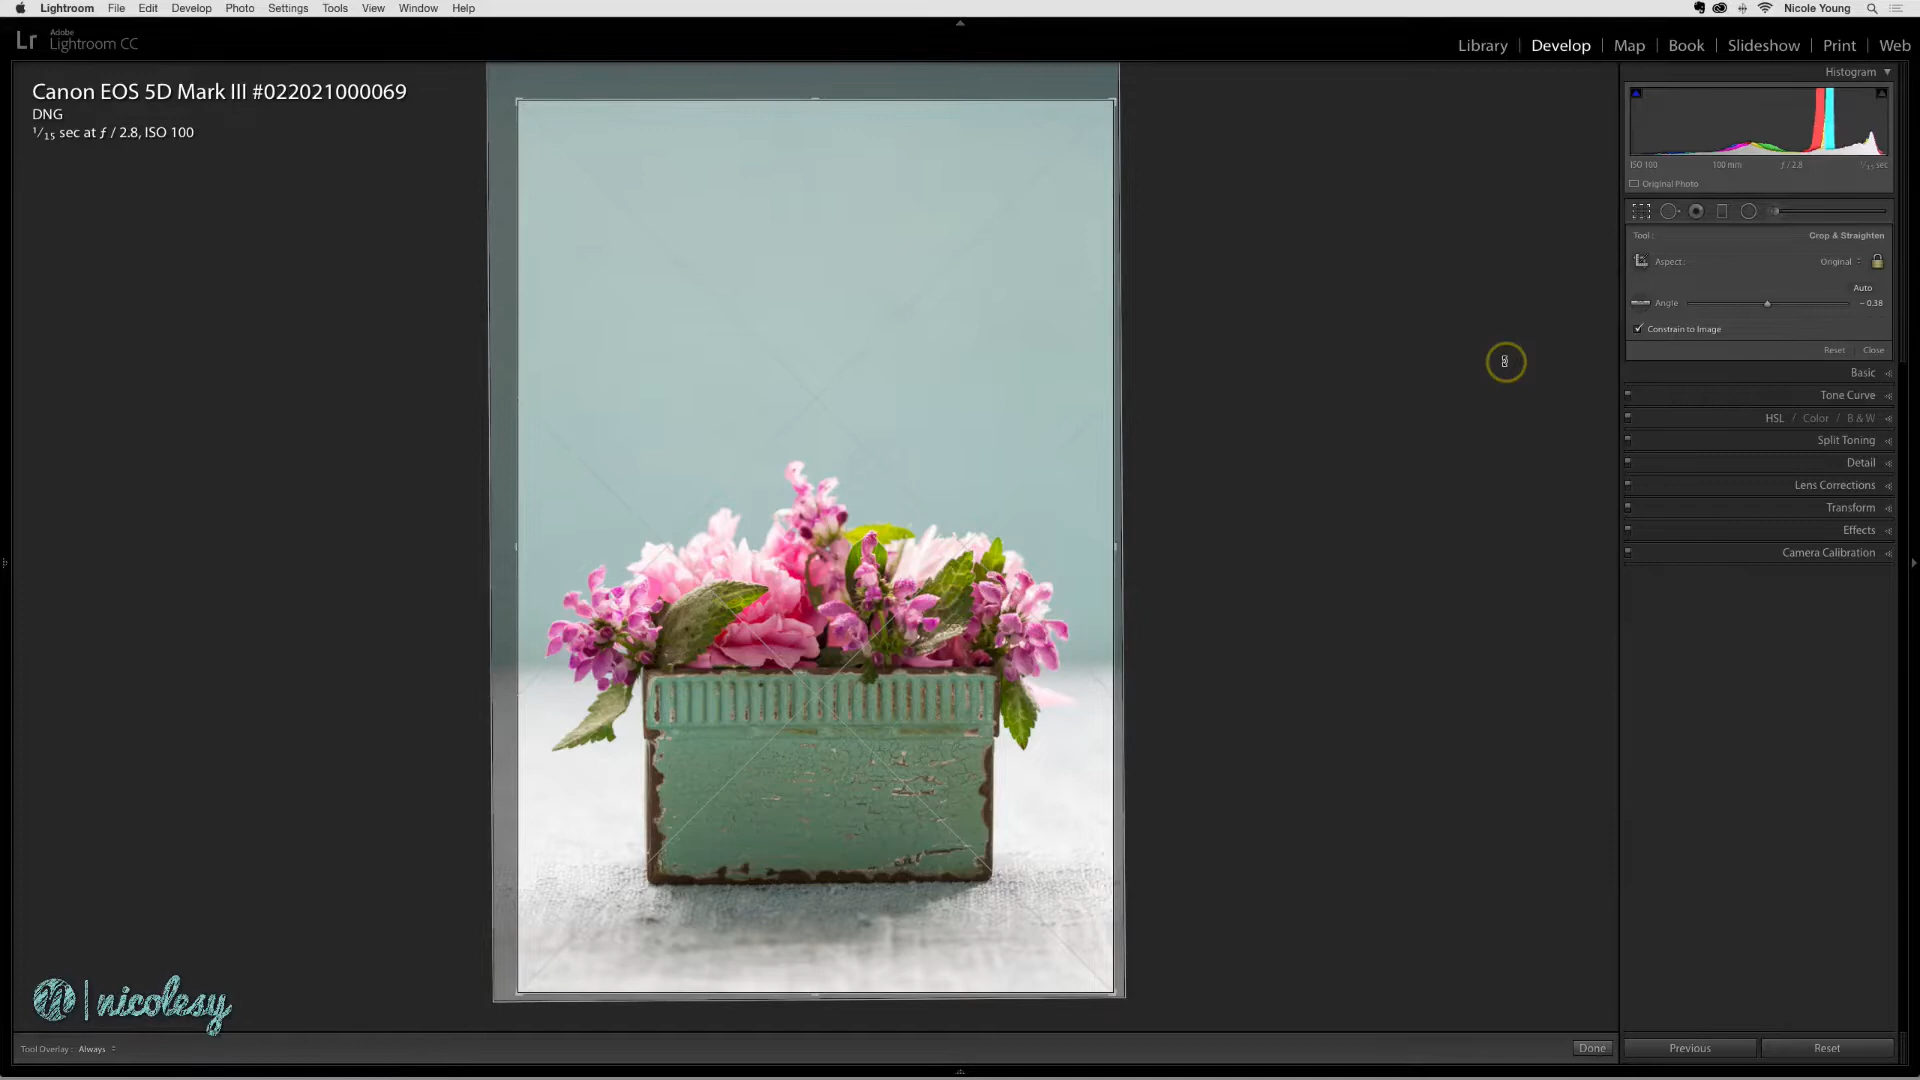 Lightroom File Edit Develop Photo Settings Tools View Window Help Nicole Young
Lr Adobe Lightroom CC
Library | Develop | Map | Book | Slideshow | Print | Web
Canon EOS 5D Mark III #022021000069
DNG
1/15 sec at ƒ / 2.8, ISO 100
Histogram
ISO 100 100 mm ƒ / 2.8 1/15 sec
Original Photo
Tool : Crop & Straighten
Aspect : Original
Auto
Angle - 0.38
Constrain to Image
Reset Close
Basic
Tone Curve
HSL / Color / B & W
Split Toning
Detail
Lens Corrections
Transform
Effects
Camera Calibration
n | nicolesy
Tool Overlay : Always Done Previous Reset